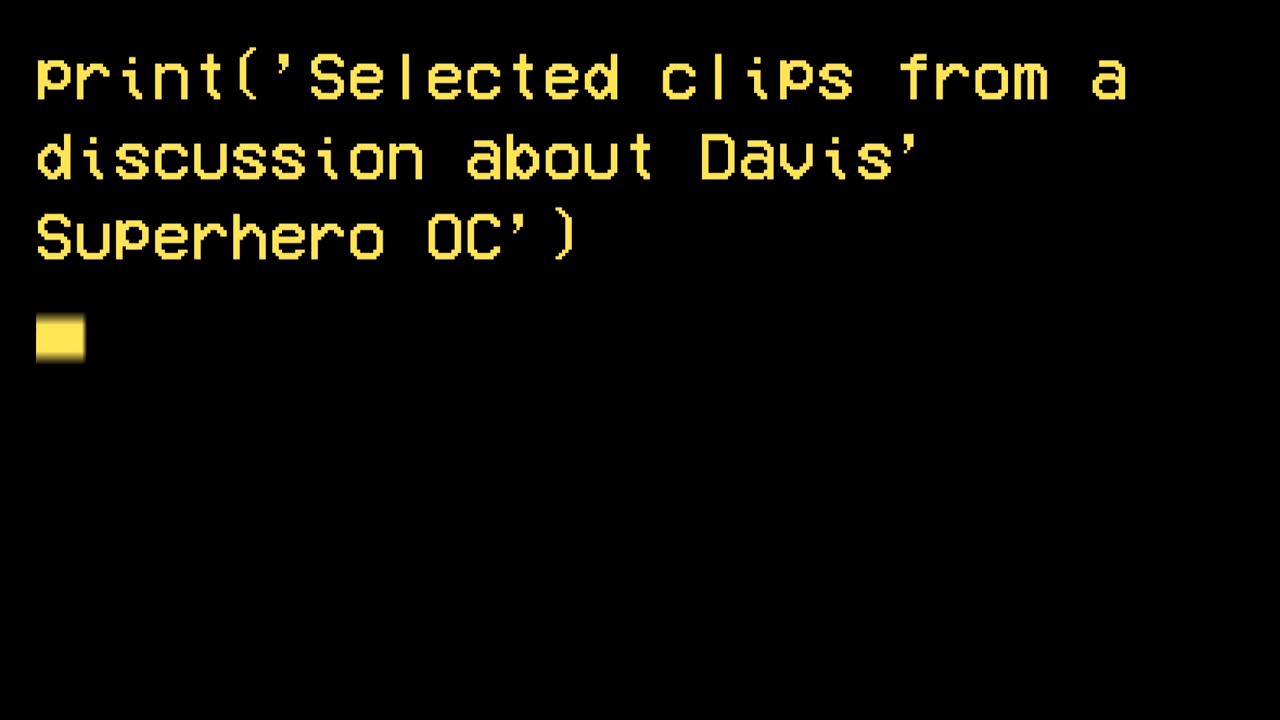 print('Selected clips from a
discussion about Davis'
Superhero OC')